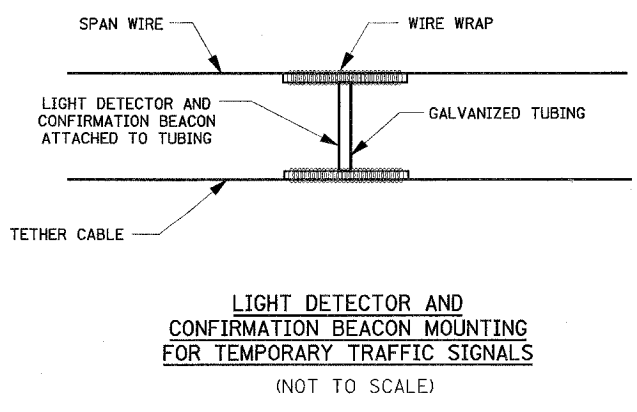 SPAN WIRE
WIRE WRAP
LIGHT DETECTOR AND
CONFIRMATION BEACON
ATTACHED TO TUBING
GALVANIZED TUBING
TETHER CABLE
LIGHT DETECTOR AND
CONFIRMATION BEACON MOUNTING
FOR TEMPORARY TRAFFIC SIGNALS
(NOT TO SCALE)